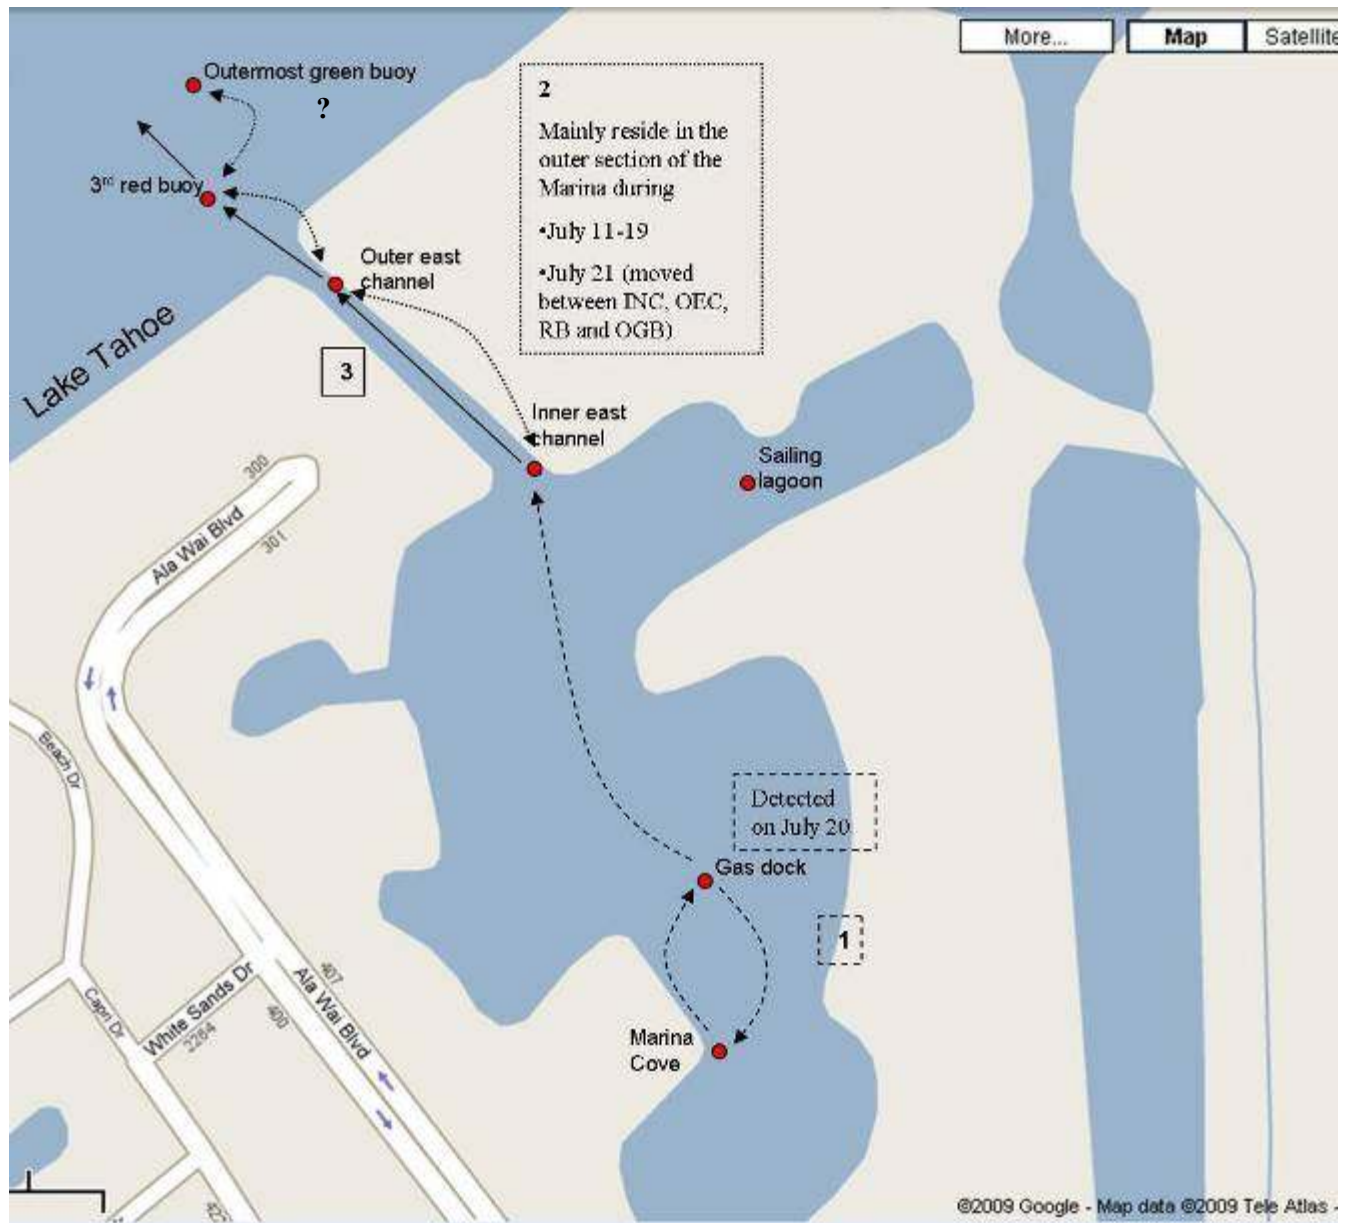 More...
Map
Satellite
Outermost green buoy
?
3rd red buoy
2
Mainly reside in the
outer section of the
Marina during
•July 11-19
•July 21 (moved
between INC, OEC,
RB and OGB)
Outer east
channel
Lake Tahoe
3
Inner east
channel
Sailing
lagoon
300
Ala Wai Blvd
301
Beach Dr
Detected
on July 20
Gas dock
1
407
Ala Wai Blvd
400
White Sands Dr
2264
Capri Dr
Marina
Cove
©2009 Google - Map data ©2009 Tele Atlas -